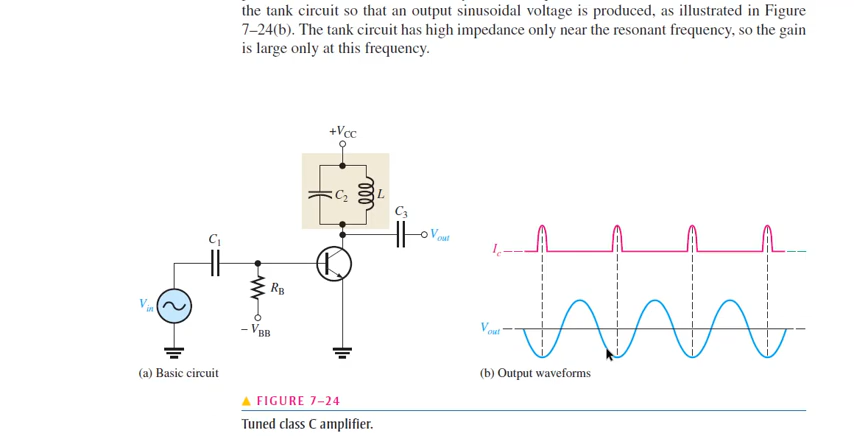 the tank circuit so that an output sinusoidal voltage is produced, as illustrated in Figure
7–24(b). The tank circuit has high impedance only near the resonant frequency, so the gain
is large only at this frequency.
+VCC
C2
L
C3
Vout
C1
RB
Vin
– VBB
Ic
Vout
(a) Basic circuit
(b) Output waveforms
▲ FIGURE 7–24
Tuned class C amplifier.